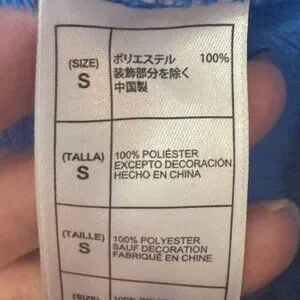 (SIZE)
S
ポリエステル 100%
装飾部分を除く
中国製
(TALLA)
S
100% POLIÉSTER
EXCEPTO DECORACIÓN
HECHO EN CHINA
(TAILLE)
S
100% POLYESTER
SAUF DECORATION
FABRIQUÉ EN CHINE
(SIZE)